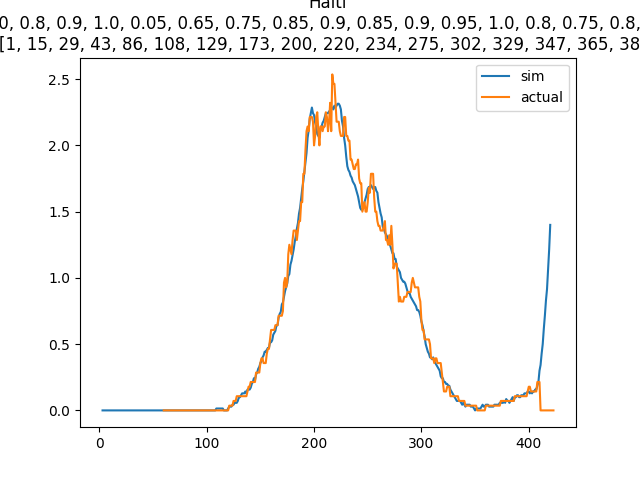 Haiti
0, 0.8, 0.9, 1.0, 0.05, 0.65, 0.75, 0.85, 0.9, 0.85, 0.9, 0.95, 1.0, 0.8, 0.75, 0.8,
[1, 15, 29, 43, 86, 108, 129, 173, 200, 220, 234, 275, 302, 329, 347, 365, 38
sim
actual
2.5
2.0
1.5
1.0
0.5
0.0
0 100 200 300 400